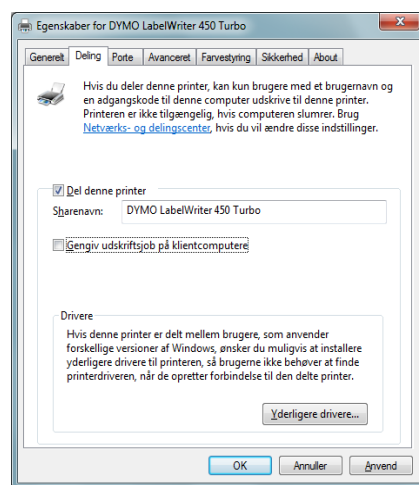 Egenskaber for DYMO LabelWriter 450 Turbo
Generelt Deling Porte Avanceret Farvestyring Sikkerhed About
Hvis du deler denne printer, kan kun brugere med et brugernavn og
en adgangskode til denne computer udskrive til denne printer.
Printeren er ikke tilgængelig, hvis computeren slumrer. Brug
Netværks- og delingscenter, hvis du vil ændre disse indstillinger.
Del denne printer
Sharenavn: DYMO LabelWriter 450 Turbo
Gengiv udskriftsjob på klientcomputere
Drivere
Hvis denne printer er delt mellem brugere, som anvender
forskellige versioner af Windows, ønsker du muligvis at installere
yderligere drivere til printeren, så brugerne ikke behøver at finde
printerdriveren, når de opretter forbindelse til den delte printer.
Yderligere drivere...
OK Annuller Anvend